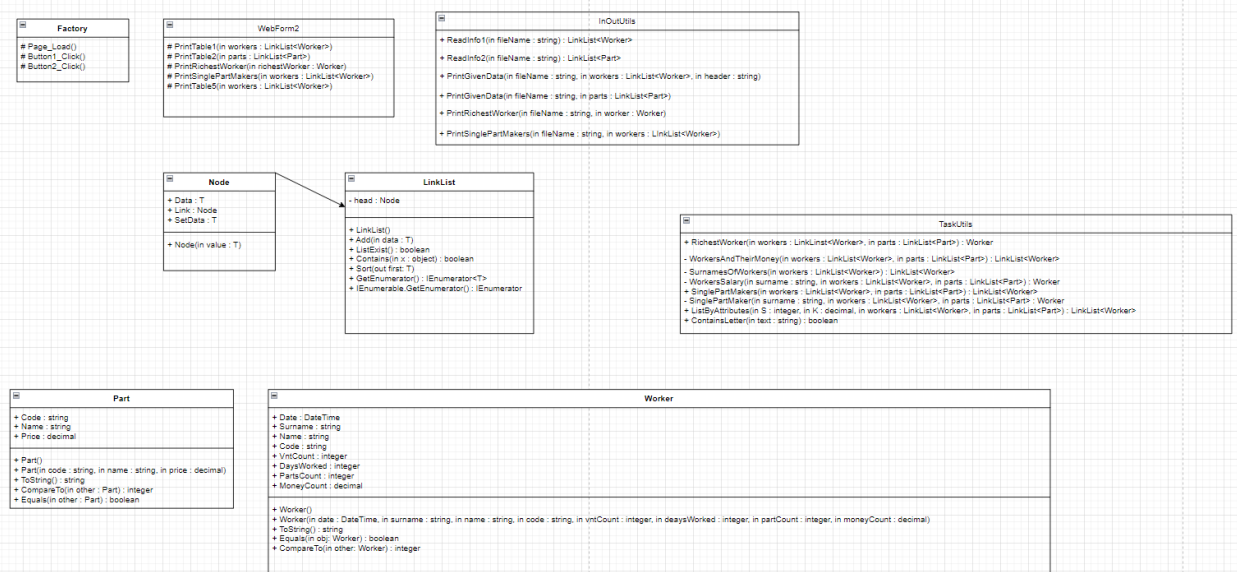 Factory
# Page_Load()
# Button1_Click()
# Button2_Click()
WebForm2
# PrintTable1(in workers : LinkList<Worker>)
# PrintTable2(in parts : LinkList<Part>)
# PrintRichestWorker(in richestWorker : Worker)
# PrintSinglePartMakers(in workers : LinkList<Worker>)
# PrintTable5(in workers : LinkList<Worker>)
InOutUtils
+ ReadInfo1(in fileName : string) : LinkList<Worker>
+ ReadInfo2(in fileName : string) : LinkList<Part>
+ PrintGivenData(in fileName : string, in workers : LinkList<Worker>, in header : string)
+ PrintGivenData(in fileName : string, in parts : LinkList<Part>)
+ PrintRichestWorker(in fileName : string, in worker : Worker)
+ PrintSinglePartMakers(in fileName : string, in workers : LInkList<Worker>)
Node
+ Data : T
+ Link : Node
+ SetData : T
+ Node(in value : T)
LinkList
- head : Node
+ LinkList()
+ Add(in data : T)
+ ListExist() : boolean
+ Contains(in x : object) : boolean
+ Sort(out first: T)
+ GetEnumerator() : IEnumerator<T>
+ IEnumerable.GetEnumerator() : IEnumerator
TaskUtils
+ RichestWorker(in workers : LinkLinst<Worker>, in parts : LinkList<Part>) : Worker
- WorkersAndTheirMoney(in workers : LinkList<Worker>, in parts : LinkList<Part>) : LinkList<Worker>
- SurnamesOfWorkers(in workers : LinkList<Worker>) : LinkList<Worker>
- WorkersSalary(in surname : string, in workers : LinkList<Worker>, in parts : LinkList<Part>) : Worker
+ SinglePartMakers(in workers : LinkList<Worker>, in parts : LinkList<Part>) : LinkList<Worker>
- SinglePartMaker(in surname : string, in workers : LinkList<Worker>, in parts : LinkList<Part> : Worker
+ ListByAttributes(in S : integer, in K : decimal, in workers : LinkList<Worker>, in parts : LinkList<Part>) : LinkList<Worker>
+ ContainsLetter(in text : string) : boolean
Part
+ Code : string
+ Name : string
+ Price : decimal
+ Part()
+ Part(in code : string, in name : string, in price : decimal)
+ ToString() : string
+ CompareTo(in other : Part) : integer
+ Equals(in other : Part) : boolean
Worker
+ Date : DateTime
+ Surname : string
+ Name : string
+ Code : string
+ VntCount : integer
+ DaysWorked : integer
+ PartsCount : integer
+ MoneyCount : decimal
+ Worker()
+ Worker(in date : DateTime, in surname : string, in name : string, in code : string, in vntCount : integer, in deaysWorked : integer, in partCount : integer, in moneyCount : decimal)
+ ToString() : string
+ Equals(in obj: Worker) : boolean
+ CompareTo(in other: Worker) : integer